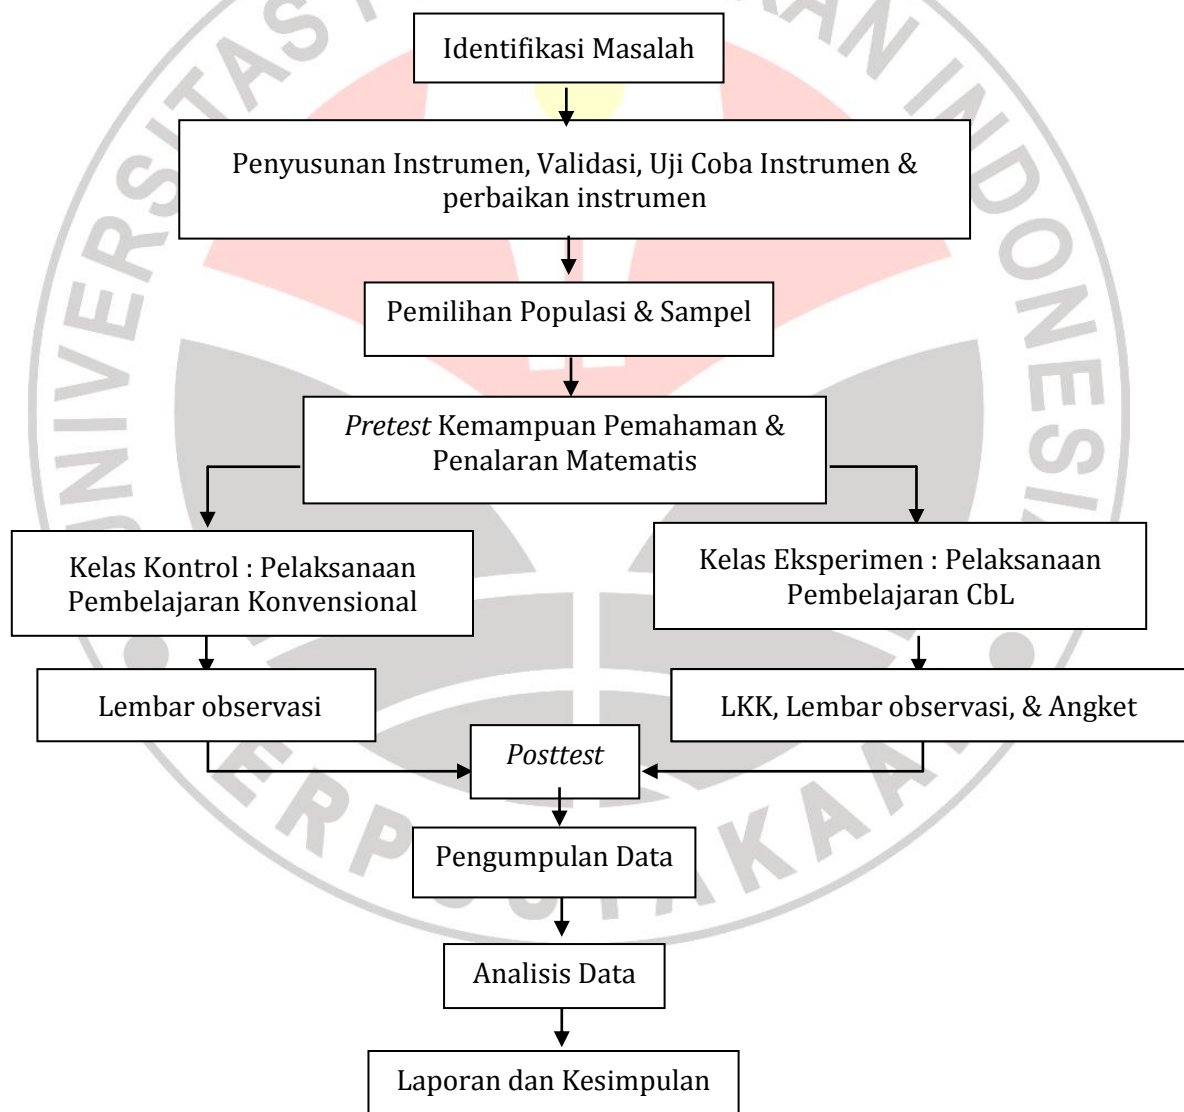 Identifikasi Masalah
Penyusunan Instrumen, Validasi, Uji Coba Instrumen &
perbaikan instrumen
Pemilihan Populasi & Sampel
Pretest Kemampuan Pemahaman &
Penalaran Matematis
Kelas Kontrol : Pelaksanaan
Pembelajaran Konvensional
Kelas Eksperimen : Pelaksanaan
Pembelajaran CbL
Lembar observasi
LKK, Lembar observasi, & Angket
Posttest
Pengumpulan Data
Analisis Data
Laporan dan Kesimpulan
INDONESIA